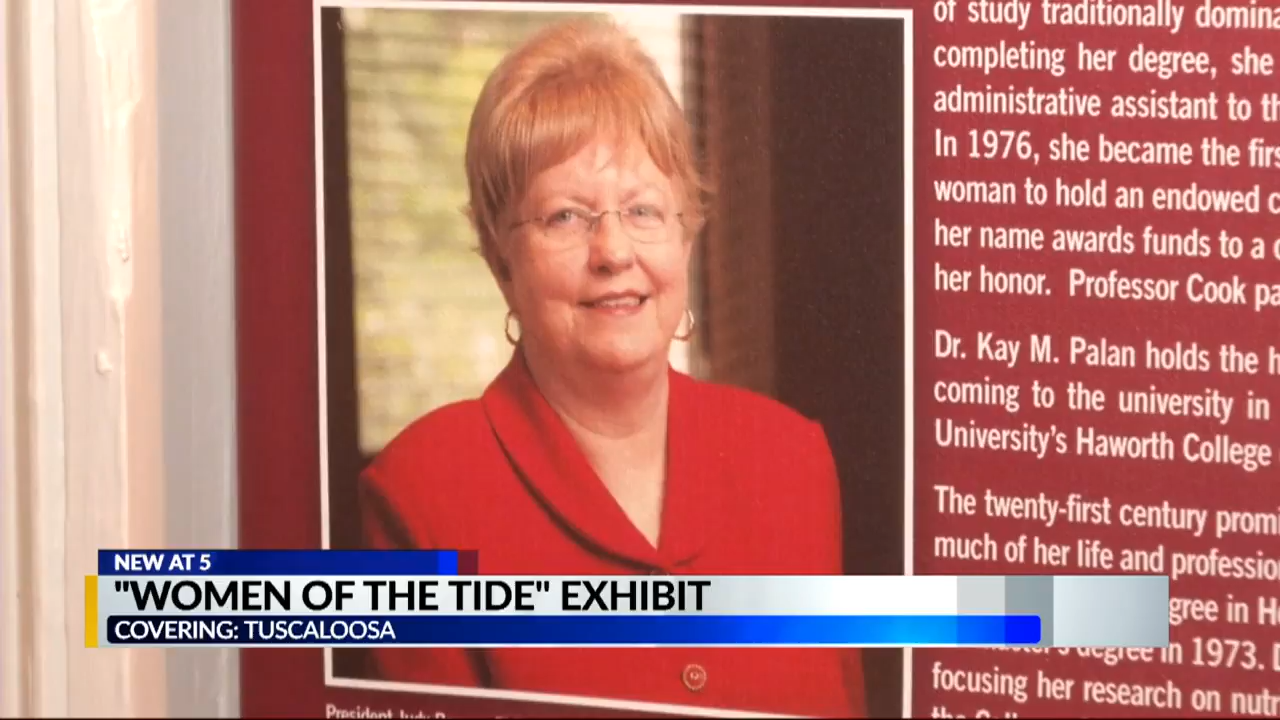 of study traditionally domina
completing her degree, she
administrative assistant to th
In 1976, she became the firs
woman to hold an endowed c
her name awards funds to a c
her honor. Professor Cook pa
Dr. Kay M. Palan holds the h
coming to the university in
University's Haworth College
The twenty-first century promi
much of her life and professio
gree in H
degree in 1973.
focusing her research on nutr
President Judy
NEW AT 5
"WOMEN OF THE TIDE" EXHIBIT
COVERING: TUSCALOOSA